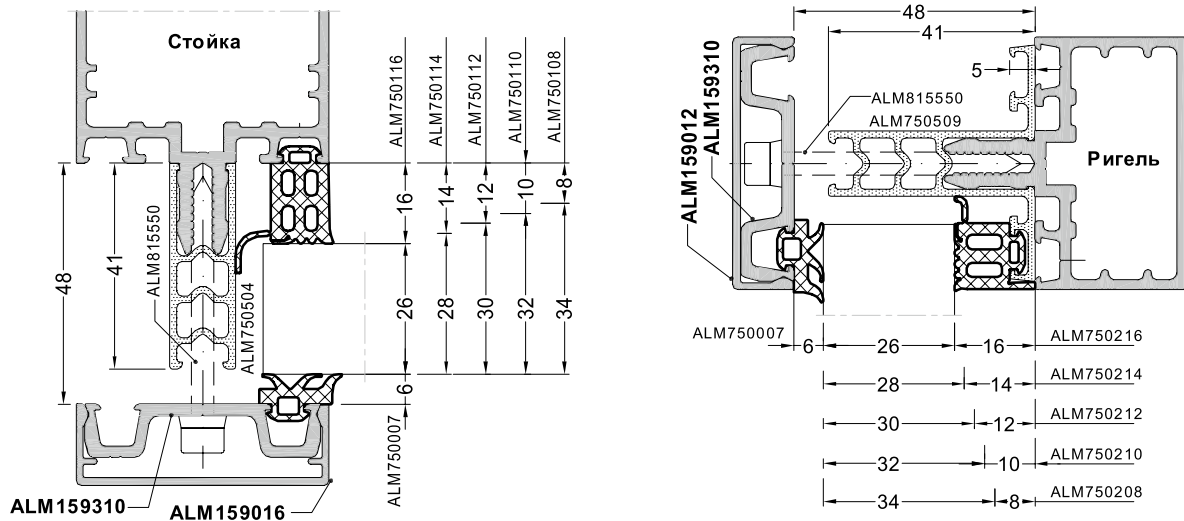 Стойка
ALM750116
ALM750114
ALM750112
ALM750110
ALM750108
48
41
ALM815550
ALM750504
16
14
12
10
8
26
28
30
32
34
6
ALM750007
ALM159310
ALM159016
48
41
5
ALM159310
ALM159012
ALM815550
ALM750509
Ригель
ALM750007
6
26
16
ALM750216
28
14
ALM750214
30
12
ALM750212
32
10
ALM750210
34
8
ALM750208